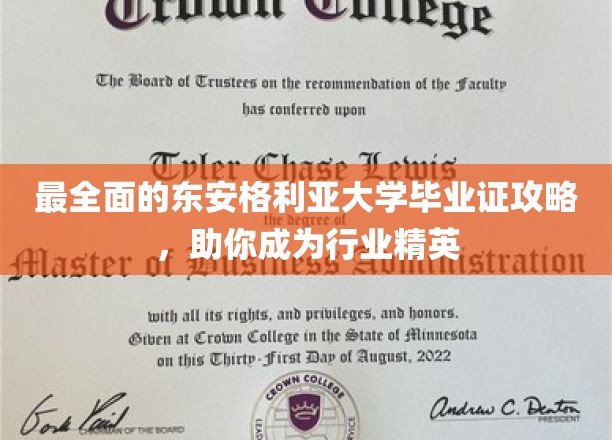 Crown College
The Board of Trustees on the recommendation of the Faculty
has conferred upon
Tyler Chase Lewis
最全面的东安格利亚大学毕业证攻略
，助你成为行业精英
the degree of
Master of Business Administration
with all its rights, and privileges, and honors.
Given at Crown College in the State of Minnesota
on this Thirty-First Day of August, 2022
CROWN COLLEGE
Andrew C. Denton
CHAIRMAN OF THE BOARD
PRESIDENT